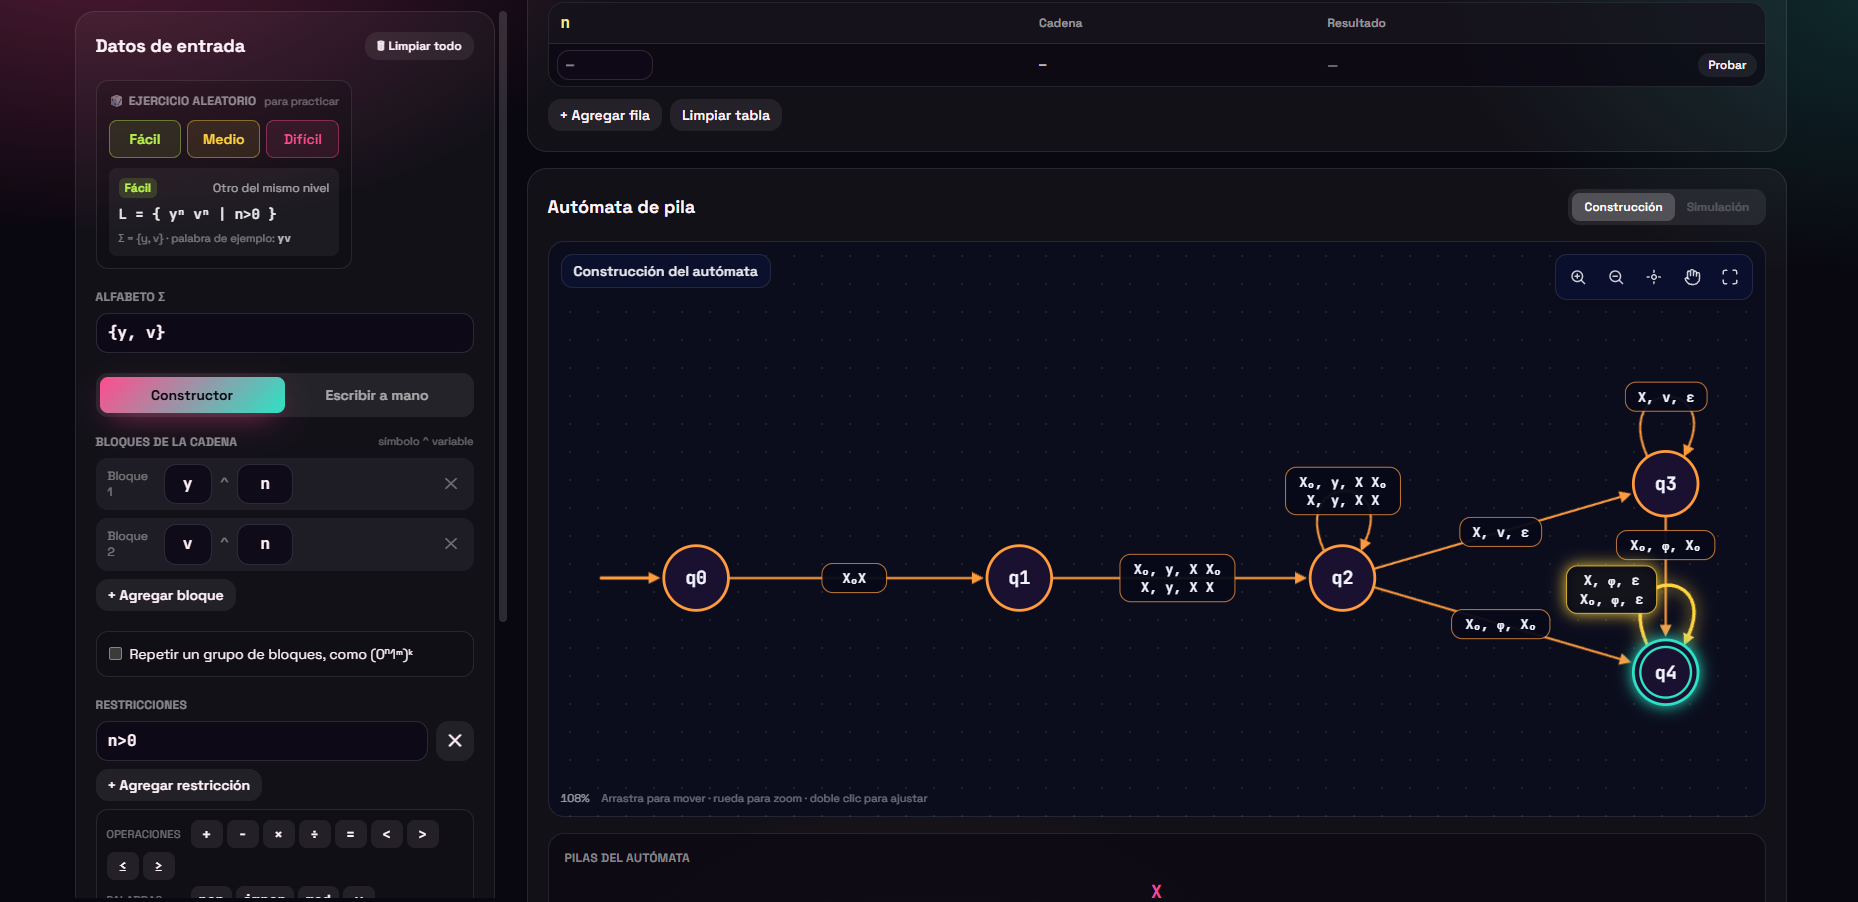 Datos de entrada
Limpiar todo
EJERCICIO ALEATORIO para practicar
Fácil Medio Difícil
Fácil Otro del mismo nivel
L = { yⁿ vⁿ | n>0 }
Σ = {y, v} · palabra de ejemplo: yv
ALFABETO Σ
{y, v}
Constructor Escribir a mano
BLOQUES DE LA CADENA símbolo ^ variable
Bloque 1 y ^ n
Bloque 2 v ^ n
+ Agregar bloque
Repetir un grupo de bloques, como (0ⁿ1ᵐ)ᵏ
RESTRICCIONES
n>0
+ Agregar restricción
OPERACIONES + - × ÷ = < >
≤ ≥
n Cadena Resultado
— — — Probar
+ Agregar fila Limpiar tabla
Autómata de pila
Construcción Simulación
Construcción del autómata
X, v, ε
q3
X₀, y, X X₀
X, y, X X
X, v, ε
X₀, φ, X₀
q0
X₀X
q1
X₀, y, X X₀
X, y, X X
q2
X, φ, ε
X₀, φ, ε
X₀, φ, X₀
q4
108% Arrastra para mover · rueda para zoom · doble clic para ajustar
PILAS DEL AUTÓMATA
X